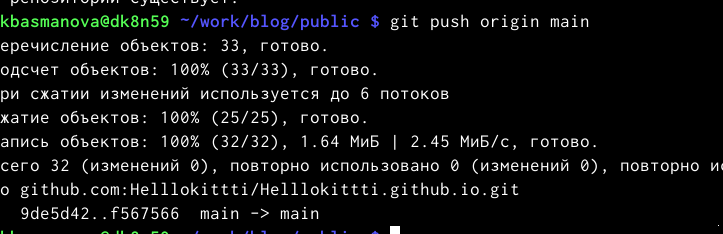 репозитории существует.
kbasmanova@dk8n59 ~/work/blog/public $ git push origin main
еречисление объектов: 33, готово.
одсчет объектов: 100% (33/33), готово.
ри сжатии изменений используется до 6 потоков
жатие объектов: 100% (25/25), готово.
апись объектов: 100% (32/32), 1.64 МиБ | 2.45 МиБ/с, готово.
сего 32 (изменений 0), повторно использовано 0 (изменений 0), повторно ис
о github.com:Helllokittti/Helllokittti.github.io.git
9de5d42..f567566  main -> main
kbasmanova@dk8n59 ~/work/blog/public $